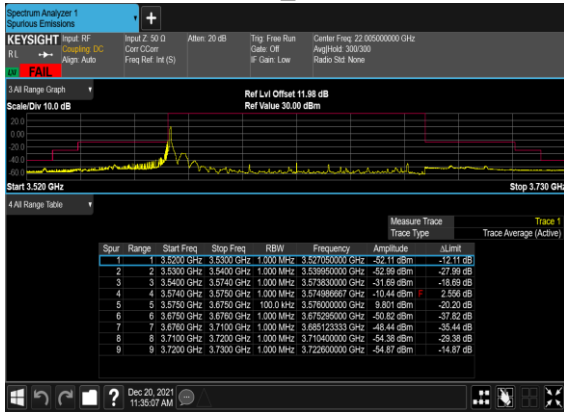 Spectrum Analyzer 1
Spurious Emissions
KEYSIGHT Input: RF Input Z: 50 Ω Atten: 20 dB Trig: Free Run Center Freq: 22.005000000 GHz
RL Coupling: DC Corr CCorr Gate: Off Avg|Hold: 300/300
Align: Auto Freq Ref: Int (S) IF Gain: Low Radio Std: None
LXI FAIL
3 All Range Graph Ref Lvl Offset 11.98 dB
Scale/Div 10.0 dB Ref Value 30.00 dBm
20.0
0.00
-20.0
-40.0
-60.0
Start 3.520 GHz Stop 3.730 GHz
4 All Range Table
Measure Trace Trace 1
Trace Type Trace Average (Active)
Spur Range Start Freq Stop Freq RBW Frequency Amplitude ΔLimit
1 1 3.5200 GHz 3.5300 GHz 1.000 MHz 3.527050000 GHz -52.11 dBm -12.11 dB
2 2 3.5300 GHz 3.5400 GHz 1.000 MHz 3.539950000 GHz -52.99 dBm -27.99 dB
3 3 3.5400 GHz 3.5740 GHz 1.000 MHz 3.573830000 GHz -31.69 dBm -18.69 dB
4 4 3.5740 GHz 3.5750 GHz 1.000 MHz 3.574986667 GHz -10.44 dBm F 2.556 dB
5 5 3.5750 GHz 3.6750 GHz 100.0 kHz 3.576000000 GHz 9.801 dBm -20.20 dB
6 6 3.6750 GHz 3.6760 GHz 1.000 MHz 3.675295000 GHz -50.82 dBm -37.82 dB
7 7 3.6760 GHz 3.7100 GHz 1.000 MHz 3.685123333 GHz -48.44 dBm -35.44 dB
8 8 3.7100 GHz 3.7200 GHz 1.000 MHz 3.710400000 GHz -54.38 dBm -29.38 dB
9 9 3.7200 GHz 3.7300 GHz 1.000 MHz 3.722600000 GHz -54.87 dBm -14.87 dB
Dec 20, 2021
11:35:07 AM